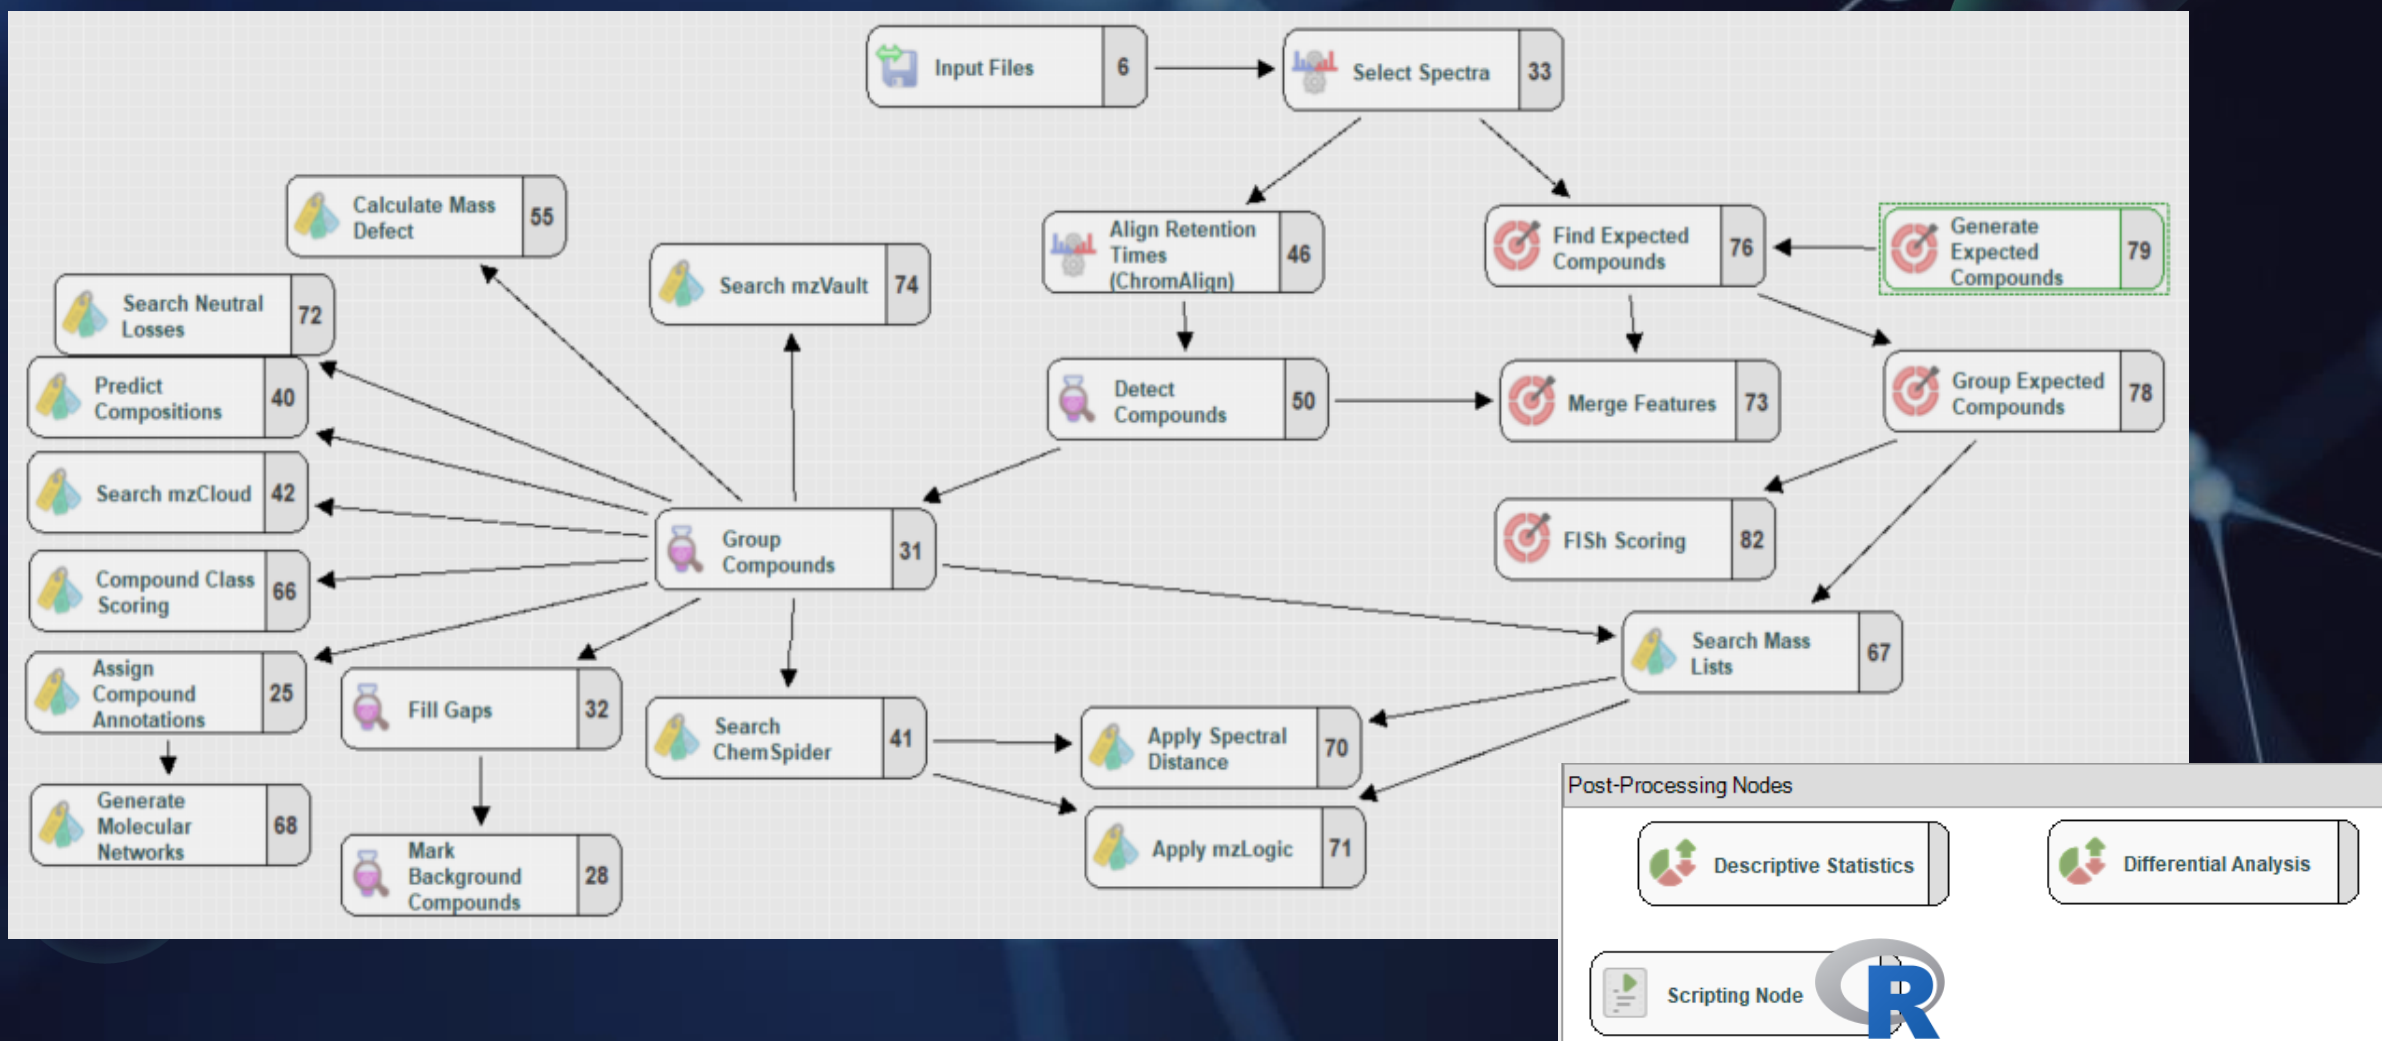 Input Files
6
Select Spectra
33
Calculate Mass
Defect
55
Search mzVault
74
Align Retention
Times
(ChromAlign)
46
Find Expected
Compounds
76
Generate
Expected
Compounds
79
Search Neutral
Losses
72
Predict
Compositions
40
Detect
Compounds
50
Merge Features
73
Group Expected
Compounds
78
Search mzCloud
42
Group
Compounds
31
FISh Scoring
82
Compound Class
Scoring
66
Search Mass
Lists
67
Assign
Compound
Annotations
25
Fill Gaps
32
Search
ChemSpider
41
Apply Spectral
Distance
70
Generate
Molecular
Networks
68
Mark
Background
Compounds
28
Apply mzLogic
71
Post-Processing Nodes
Descriptive Statistics
Differential Analysis
Scripting Node
R